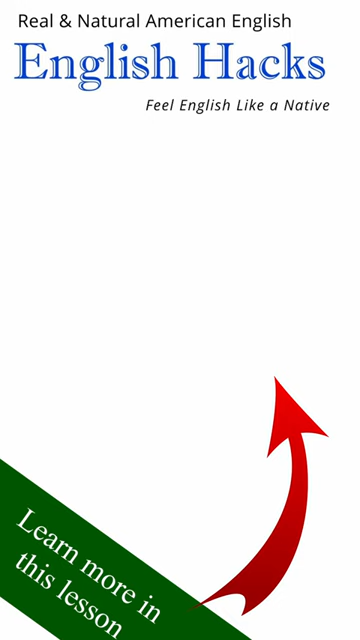 Real & Natural American English
English Hacks
Feel English Like a Native
Learn more in
this lesson